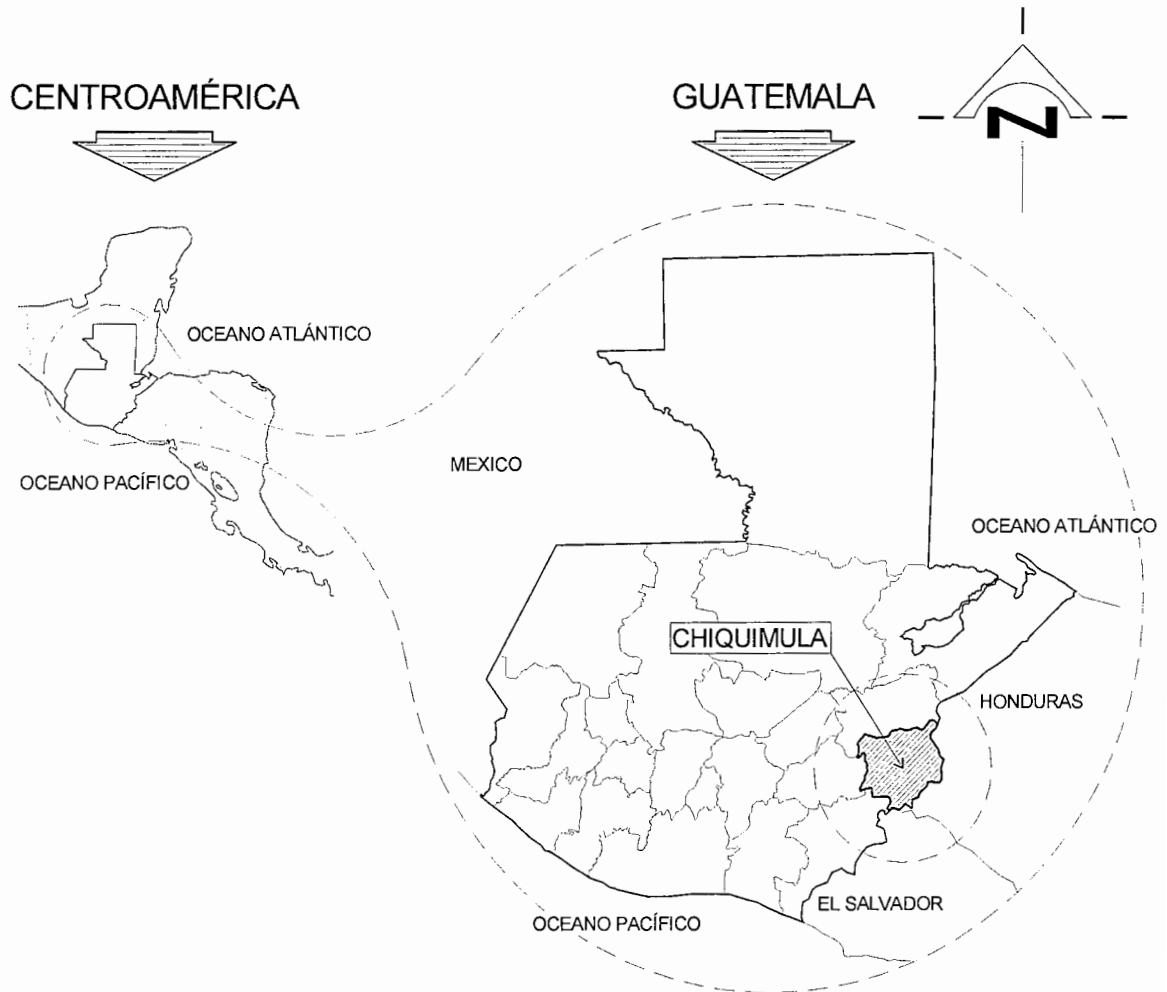 CENTROAMÉRICA
GUATEMALA
N
OCEANO ATLÁNTICO
OCEANO PACÍFICO
MEXICO
OCEANO ATLÁNTICO
CHIQUIMULA
HONDURAS
EL SALVADOR
OCEANO PACÍFICO